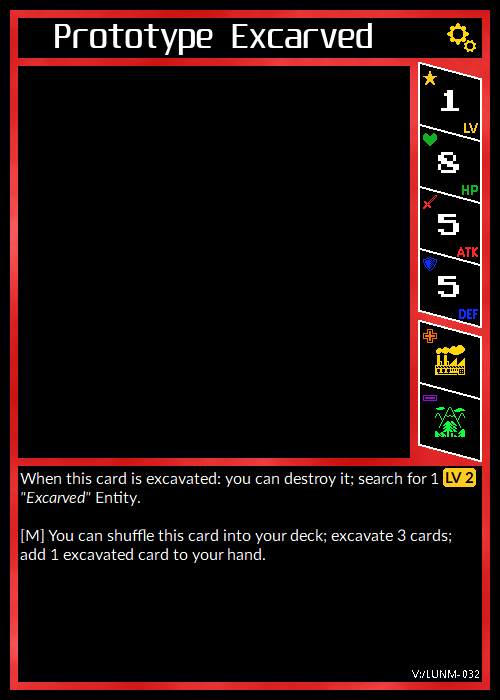 Prototype Excarved
1
LV
8
HP
5
ATK
5
DEF
When this card is excavated: you can destroy it; search for 1 LV 2
"Excarved" Entity.
[M] You can shuffle this card into your deck; excavate 3 cards;
add 1 excavated card to your hand.
V:/LUNM-032